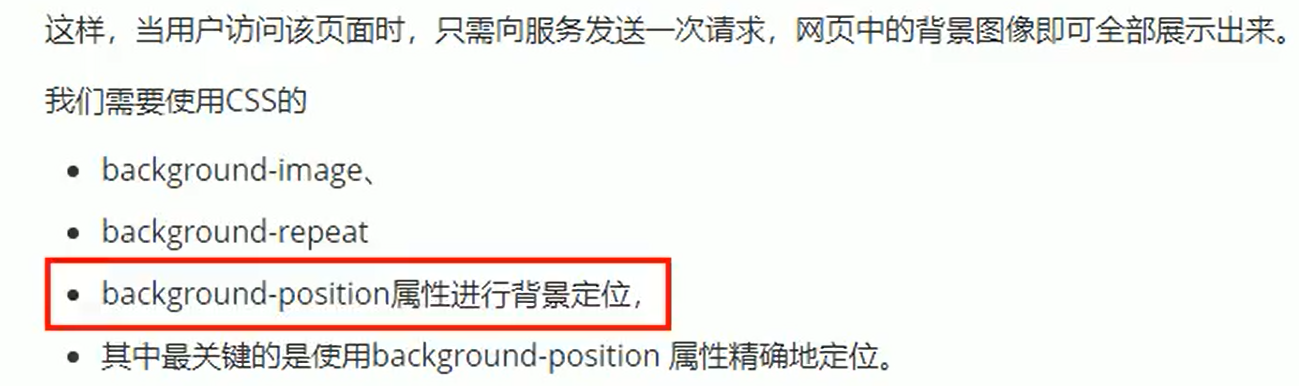 这样，当用户访问该页面时，只需向服务发送一次请求，网页中的背景图像即可全部展示出来。
我们需要使用CSS的
• background-image、
• background-repeat
• background-position属性进行背景定位，
• 其中最关键的是使用background-position 属性精确地定位。